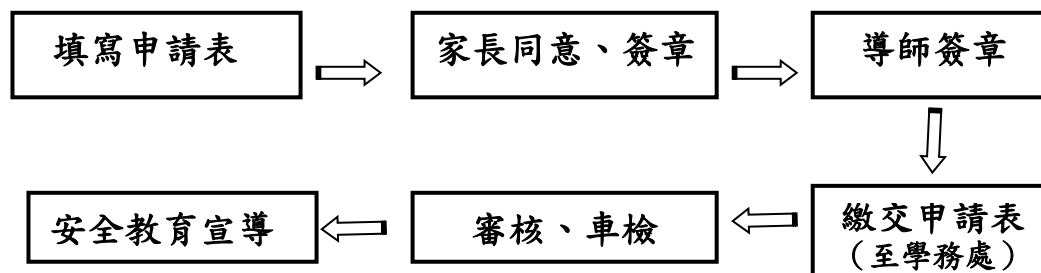 填寫申請表
家長同意、簽章
導師簽章
繳交申請表
（至學務處）
審核、車檢
安全教育宣導